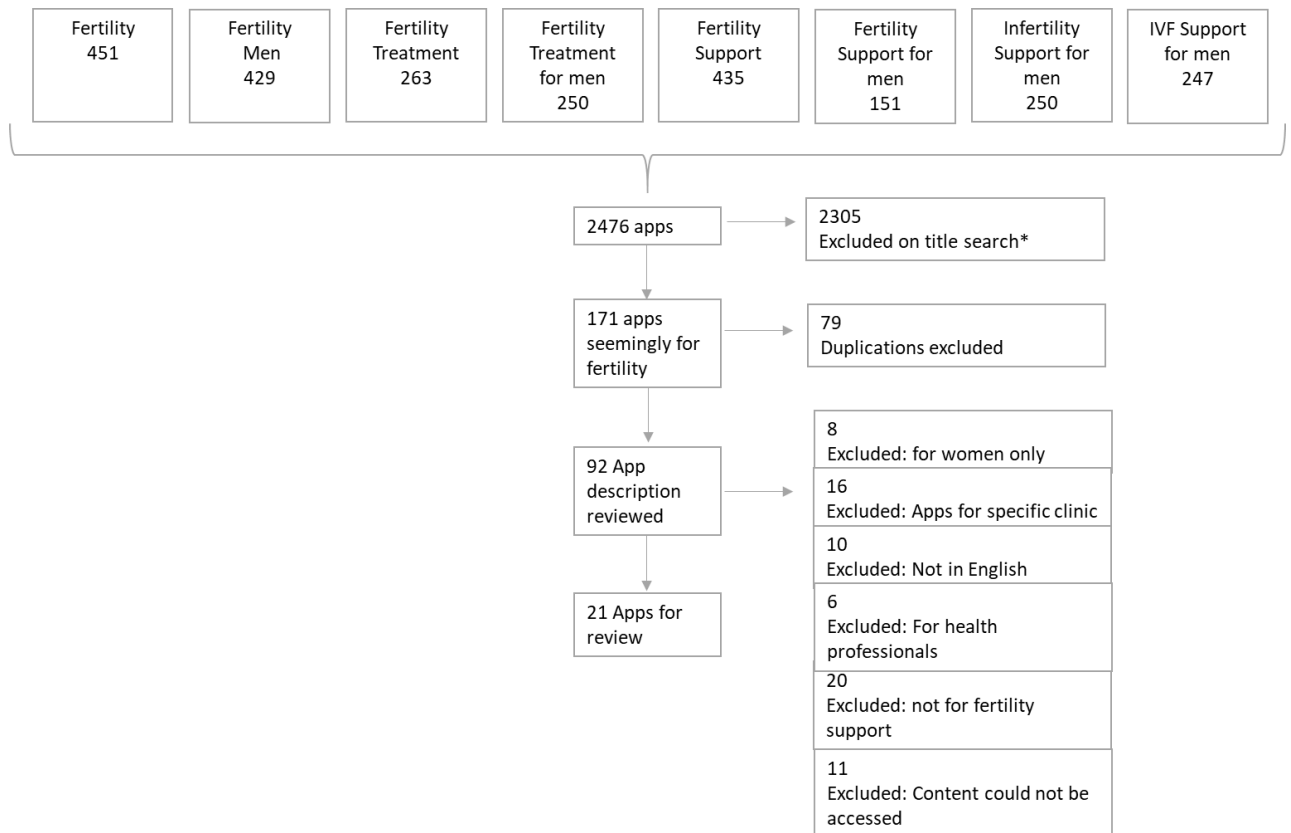 Fertility
451
Fertility
Men
429
Fertility
Treatment
263
Fertility
Treatment
for men
250
Fertility
Support
435
Fertility
Support for
men
151
Infertility
Support for
men
250
IVF Support
for men
247
2476 apps
2305
Excluded on title search*
171 apps
seemingly for
fertility
79
Duplications excluded
92 App
description
reviewed
8
Excluded: for women only
16
Excluded: Apps for specific clinic
10
Excluded: Not in English
6
Excluded: For health
professionals
20
Excluded: not for fertility
support
11
Excluded: Content could not be
accessed
21 Apps for
review